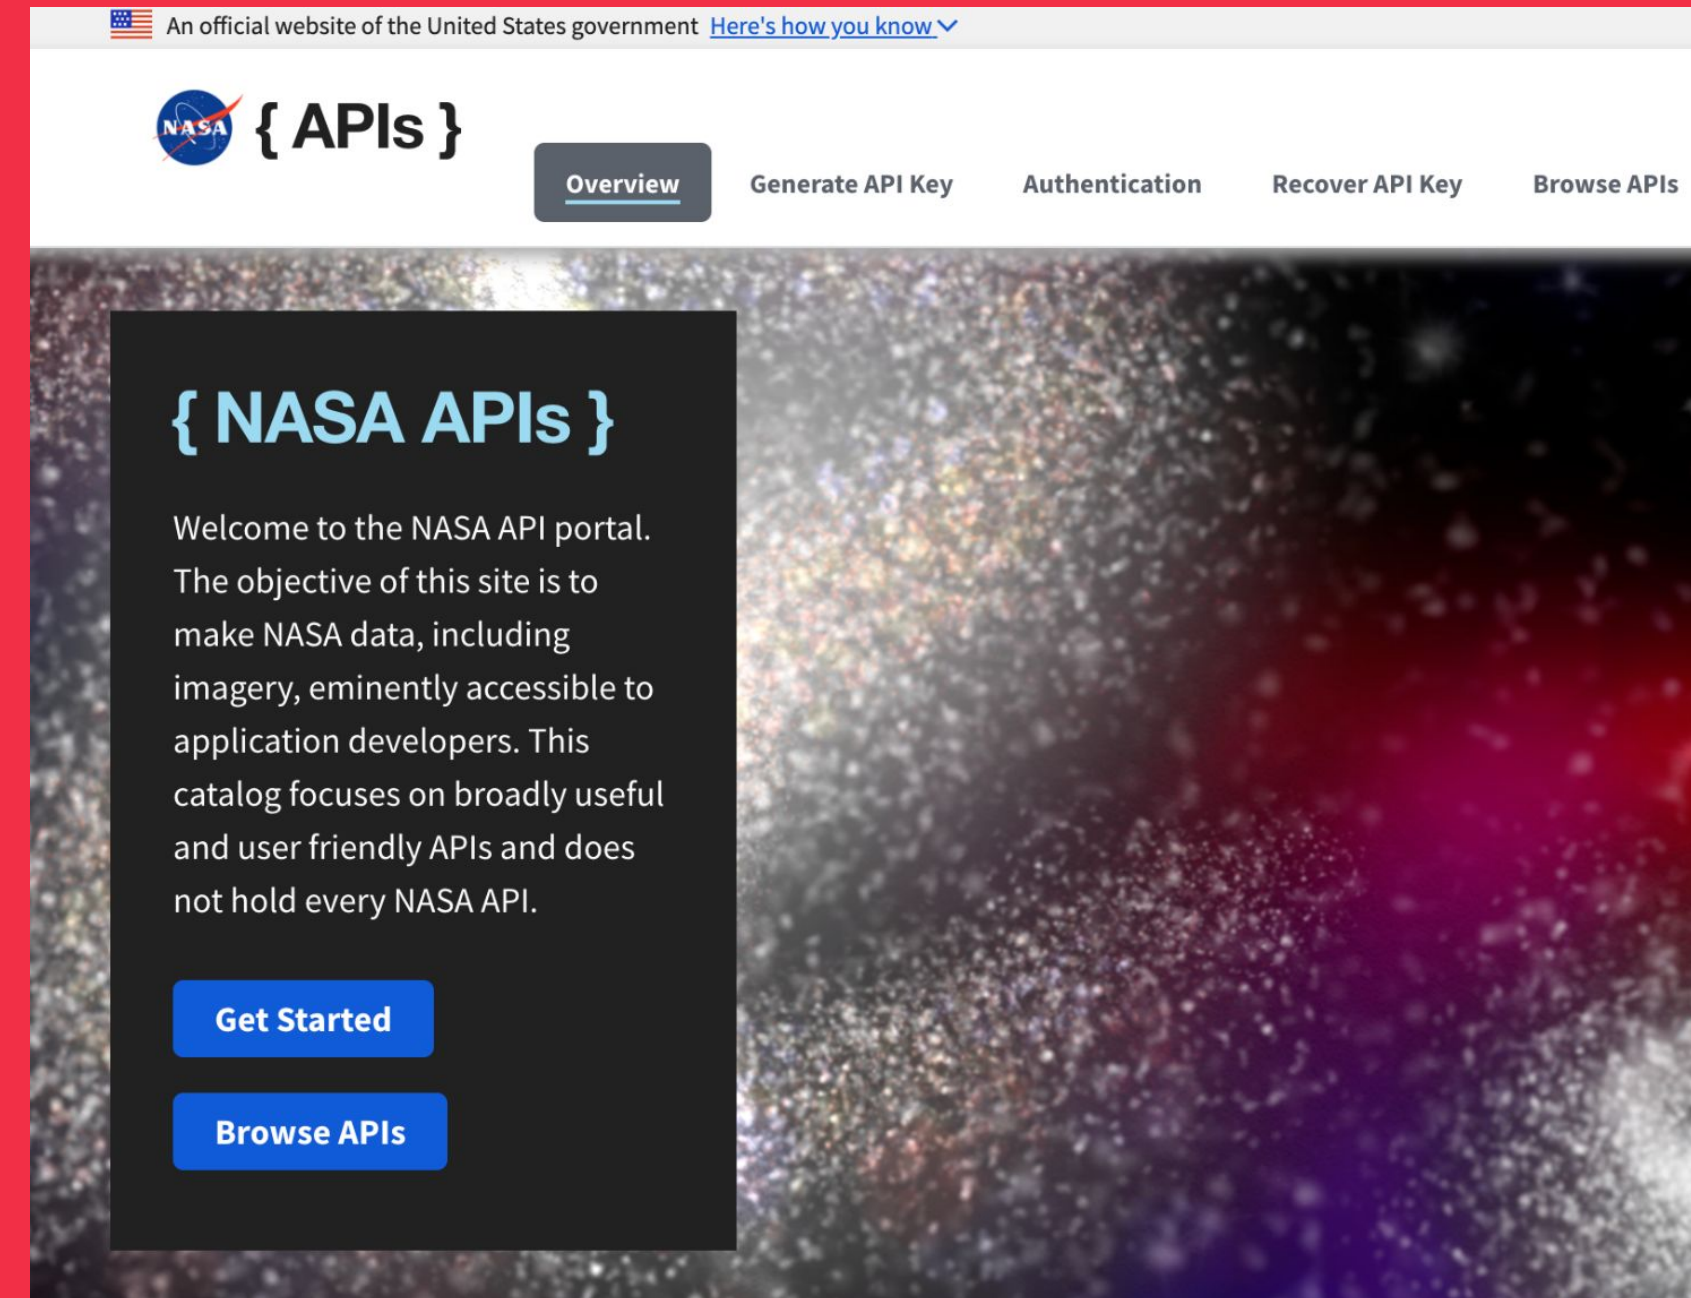 An official website of the United States government Here's how you know
NASA { APIs }
Overview Generate API Key Authentication Recover API Key Browse APIs
{ NASA APIs }
Welcome to the NASA API portal.
The objective of this site is to
make NASA data, including
imagery, eminently accessible to
application developers. This
catalog focuses on broadly useful
and user friendly APIs and does
not hold every NASA API.
Get Started
Browse APIs